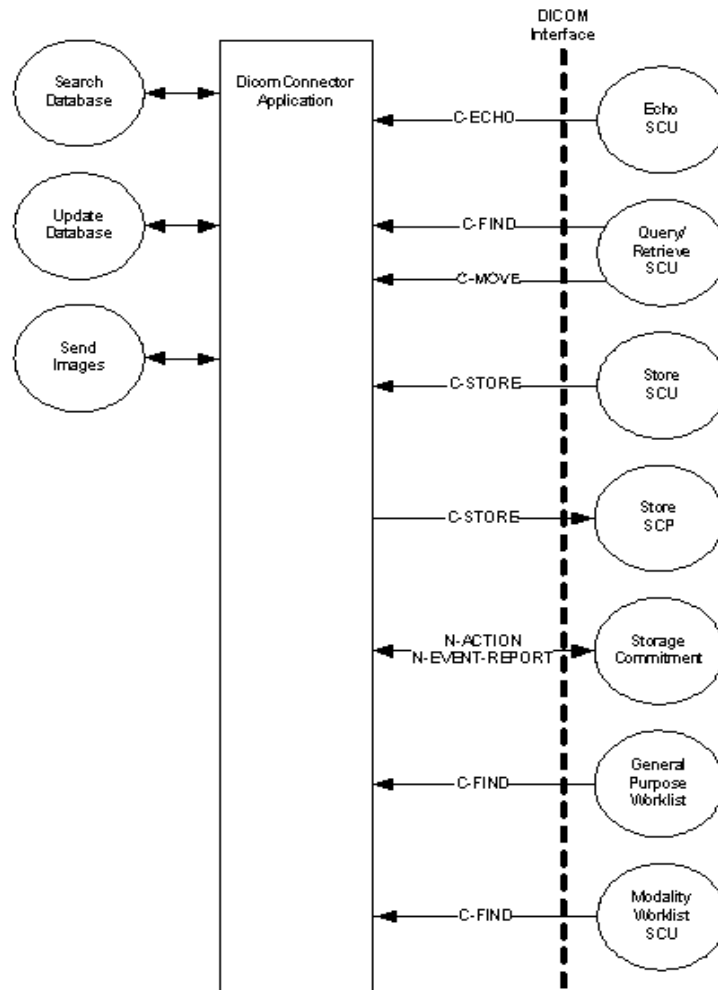 DICOM
Interface
Search
Database
Dicom Connector
Application
C-ECHO
Echo
SCU
Update
Database
C-FIND
Query/
Retrieve
SCU
C-MOVE
Send
Images
C-STORE
Store
SCU
C-STORE
Store
SCP
N-ACTION
N-EVENT-REPORT
Storage
Commitment
C-FIND
General
Purpose
Worklist
C-FIND
Modality
Worklist
SCU